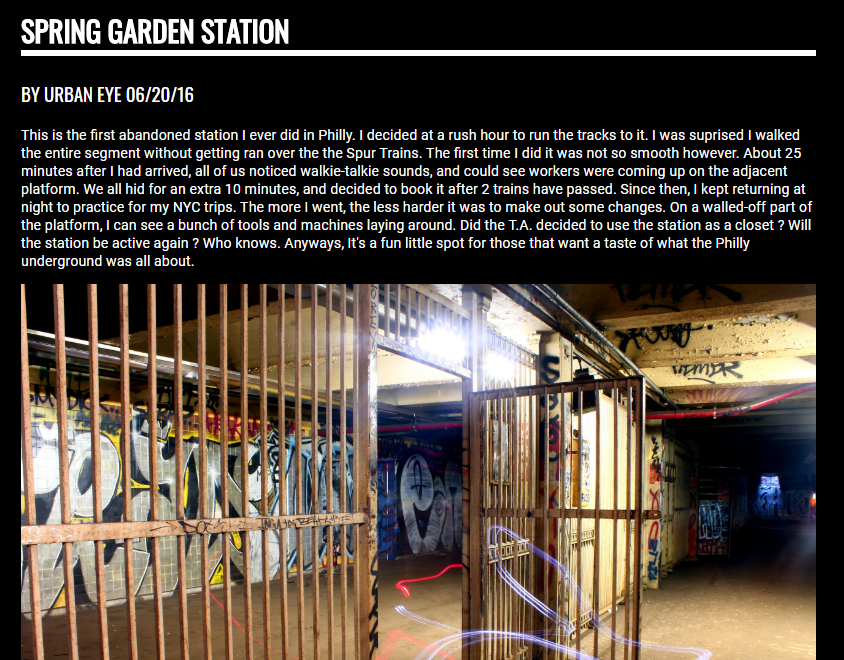 SPRING GARDEN STATION
BY URBAN EYE 06/20/16
This is the first abandoned station I ever did in Philly. I decided at a rush hour to run the tracks to it. I was suprised I walked
the entire segment without getting ran over the the Spur Trains. The first time I did it was not so smooth however. About 25
minutes after I had arrived, all of us noticed walkie-talkie sounds, and could see workers were coming up on the adjacent
platform. We all hid for an extra 10 minutes, and decided to book it after 2 trains have passed. Since then, I kept returning at
night to practice for my NYC trips. The more I went, the less harder it was to make out some changes. On a walled-off part of
the platform, I can see a bunch of tools and machines laying around. Did the T.A. decided to use the station as a closet ? Will
the station be active again ? Who knows. Anyways, It's a fun little spot for those that want a taste of what the Philly
underground was all about.